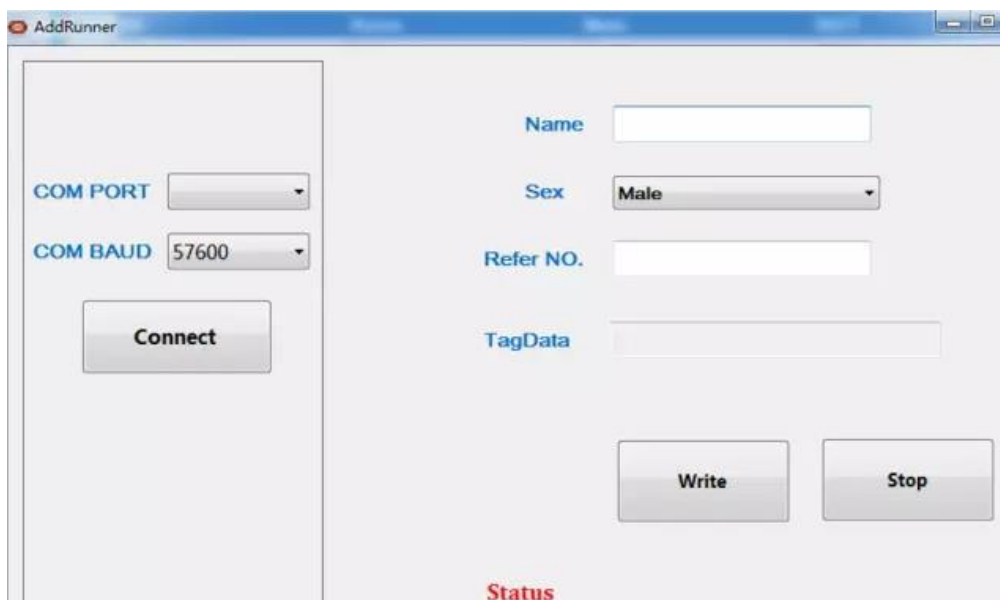 AddRunner
Name
COM PORT
Sex Male
COM BAUD 57600
Refer NO.
Connect
TagData
Write Stop
Status